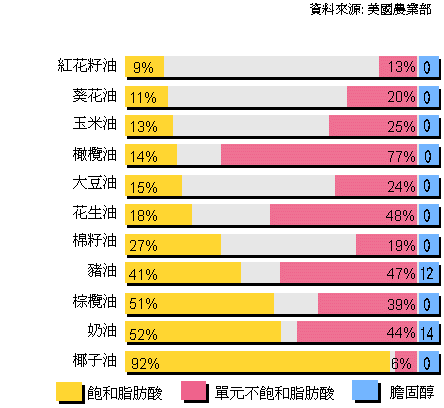 資料來源: 美國農業部
紅花籽油 9% 13% 0
葵花油 11% 20% 0
玉米油 13% 25% 0
橄欖油 14% 77% 0
大豆油 15% 24% 0
花生油 18% 48% 0
棉籽油 27% 19% 0
豬油 41% 47% 12
棕欖油 51% 39% 0
奶油 52% 44% 14
椰子油 92% 6% 0
飽和脂肪酸 單元不飽和脂肪酸 膽固醇